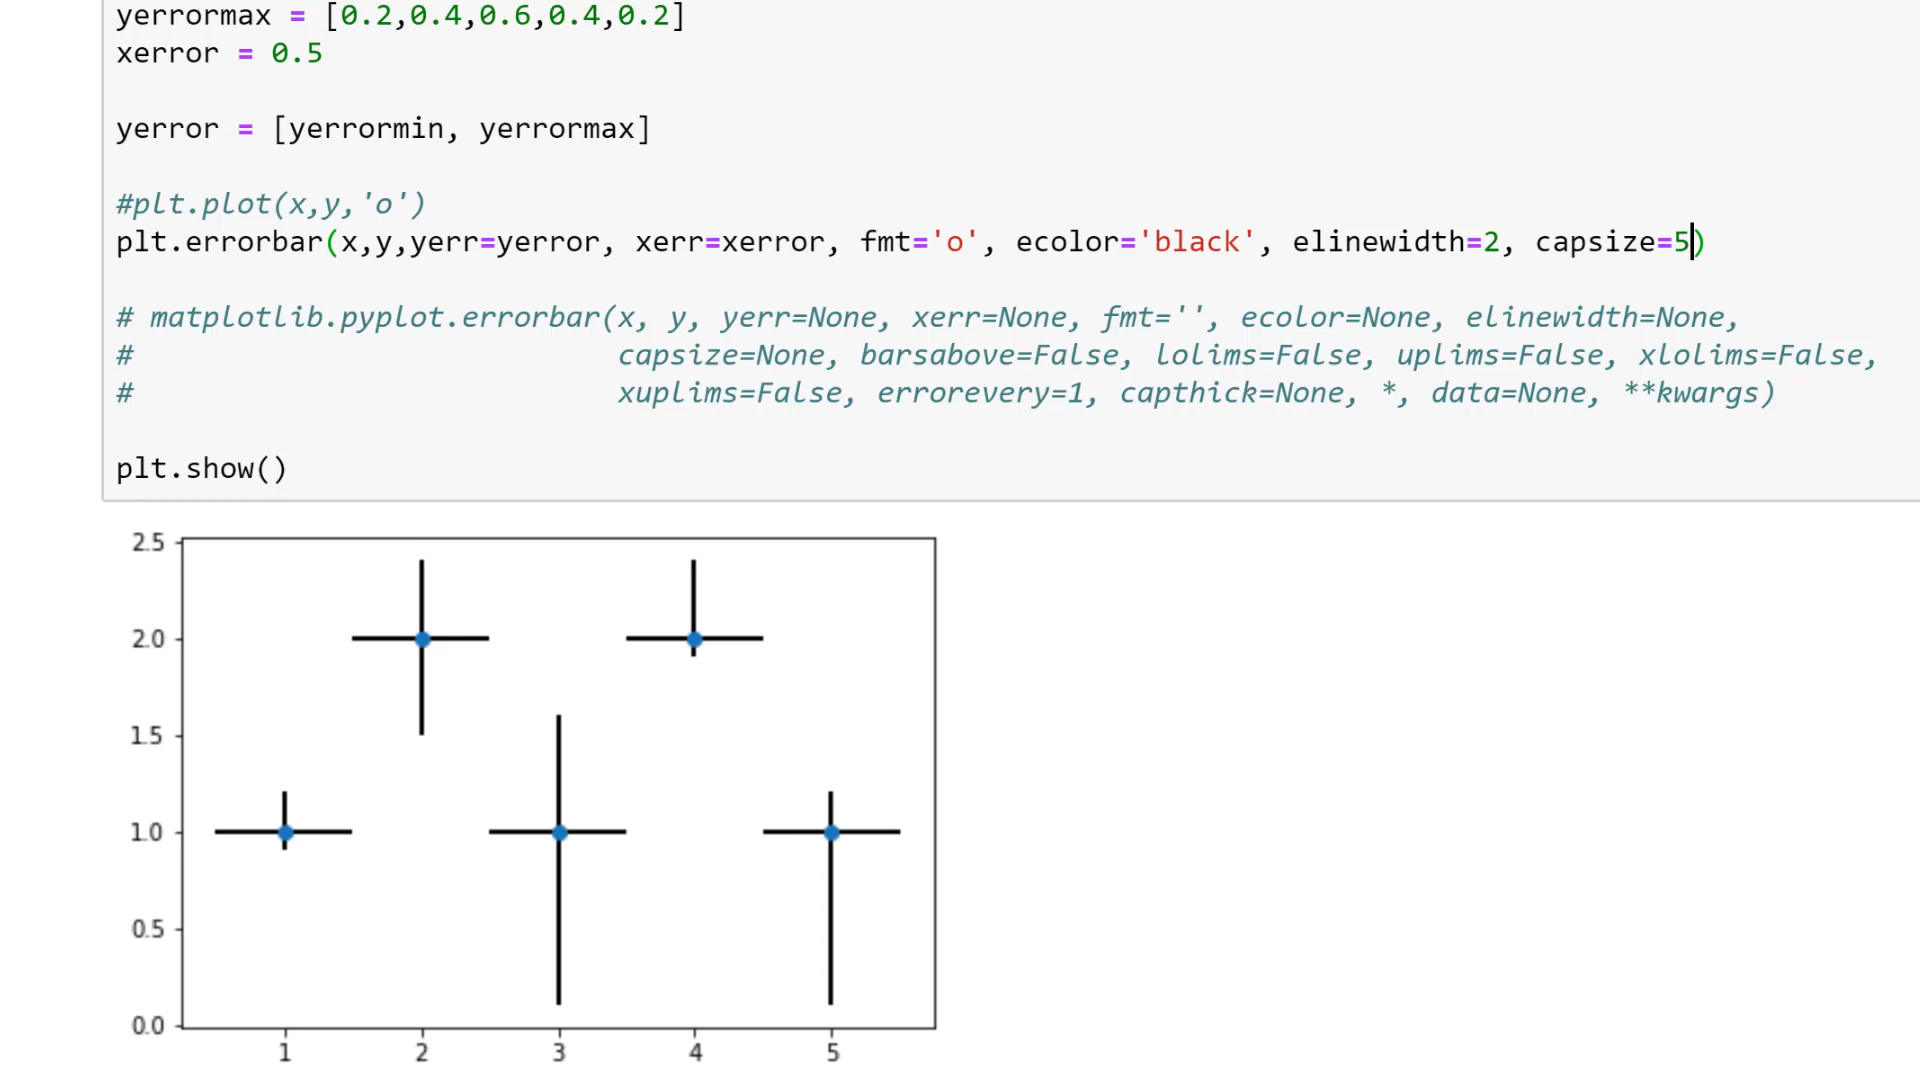 yerrormax = [0.2,0.4,0.6,0.4,0.2]
xerror = 0.5
yerror = [yerrormin, yerrormax]
#plt.plot(x,y,'o')
plt.errorbar(x,y,yerr=yerror, xerr=xerror, fmt='o', ecolor='black', elinewidth=2, capsize=5)
# matplotlib.pyplot.errorbar(x, y, yerr=None, xerr=None, fmt='', ecolor=None, elinewidth=None,
# capsize=None, barsabove=False, lolims=False, uplims=False, xlolims=False,
# xuplims=False, errorevery=1, capthick=None, *, data=None, **kwargs)
plt.show()
2.5
2.0
1.5
1.0
0.5
0.0
1 2 3 4 5